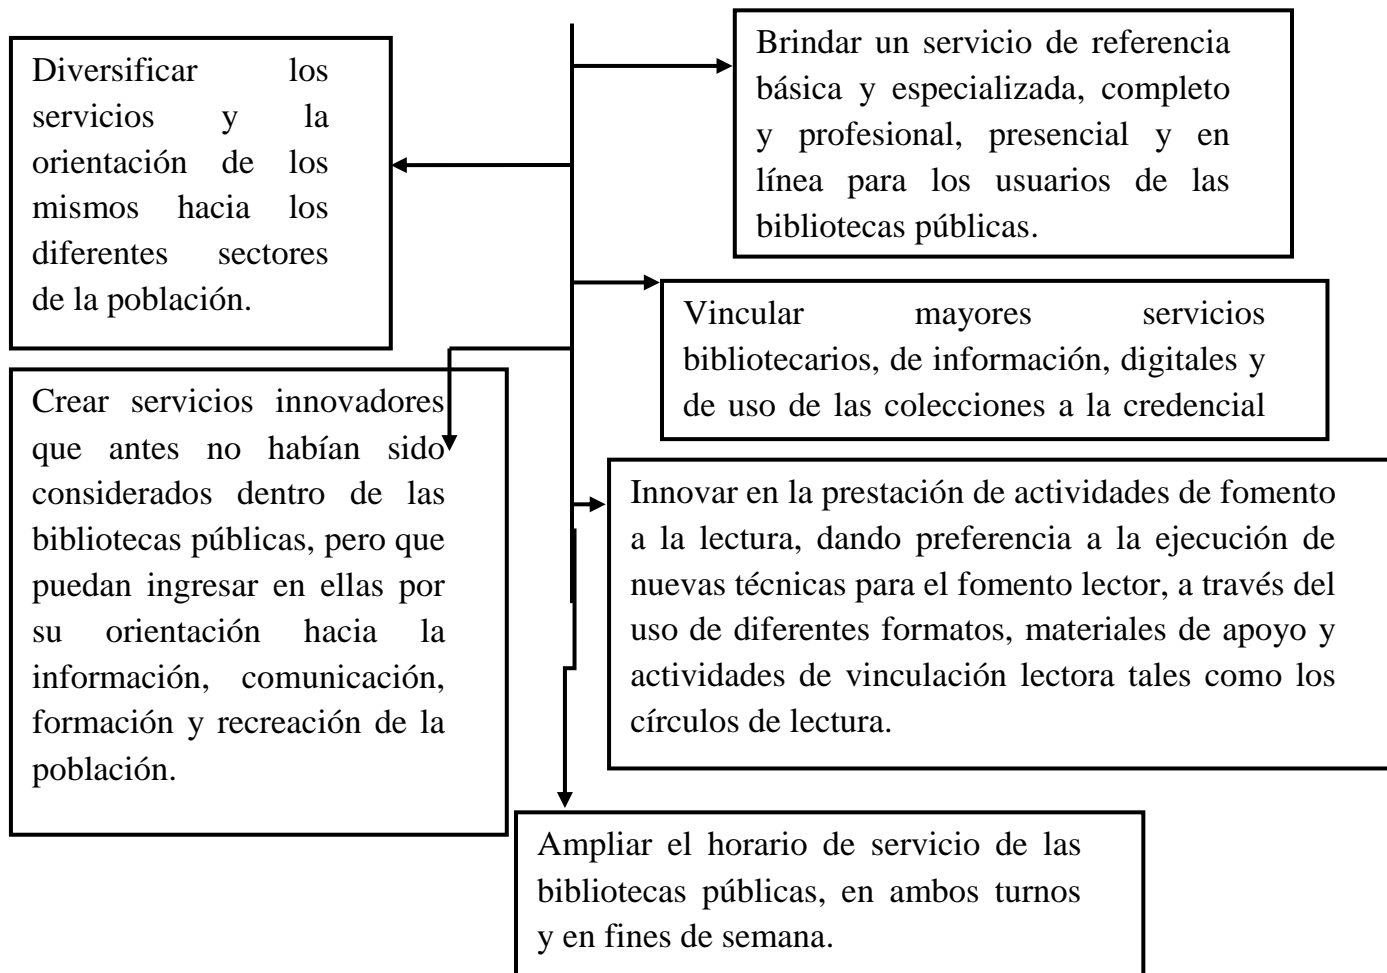 Diversificar los
servicios y la
orientación de los
mismos hacia los
diferentes sectores
de la población.
Brindar un servicio de referencia
básica y especializada, completo
y profesional, presencial y en
línea para los usuarios de las
bibliotecas públicas.
Vincular mayores servicios
bibliotecarios, de información, digitales y
de uso de las colecciones a la credencial
Crear servicios innovadores
que antes no habían sido
considerados dentro de las
bibliotecas públicas, pero que
puedan ingresar en ellas por
su orientación hacia la
información, comunicación,
formación y recreación de la
población.
Innovar en la prestación de actividades de fomento
a la lectura, dando preferencia a la ejecución de
nuevas técnicas para el fomento lector, a través del
uso de diferentes formatos, materiales de apoyo y
actividades de vinculación lectora tales como los
círculos de lectura.
Ampliar el horario de servicio de las
bibliotecas públicas, en ambos turnos
y en fines de semana.